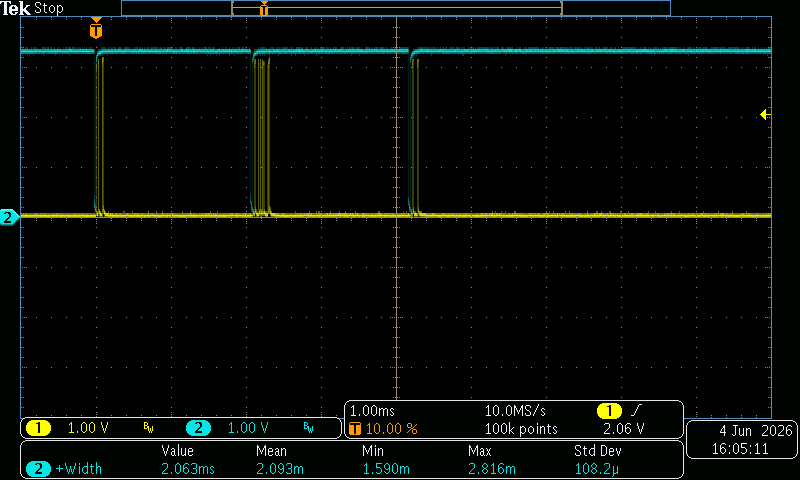 Tek Stop
T
T
2
1 1.00 V BW 2 1.00 V BW
1.00ms 10.0MS/s 1
T 10.00 % 100k points 2.06 V
Value Mean Min Max Std Dev
2 +Width 2.063ms 2.093m 1.590m 2.816m 108.2µ
4 Jun 2026
16:05:11